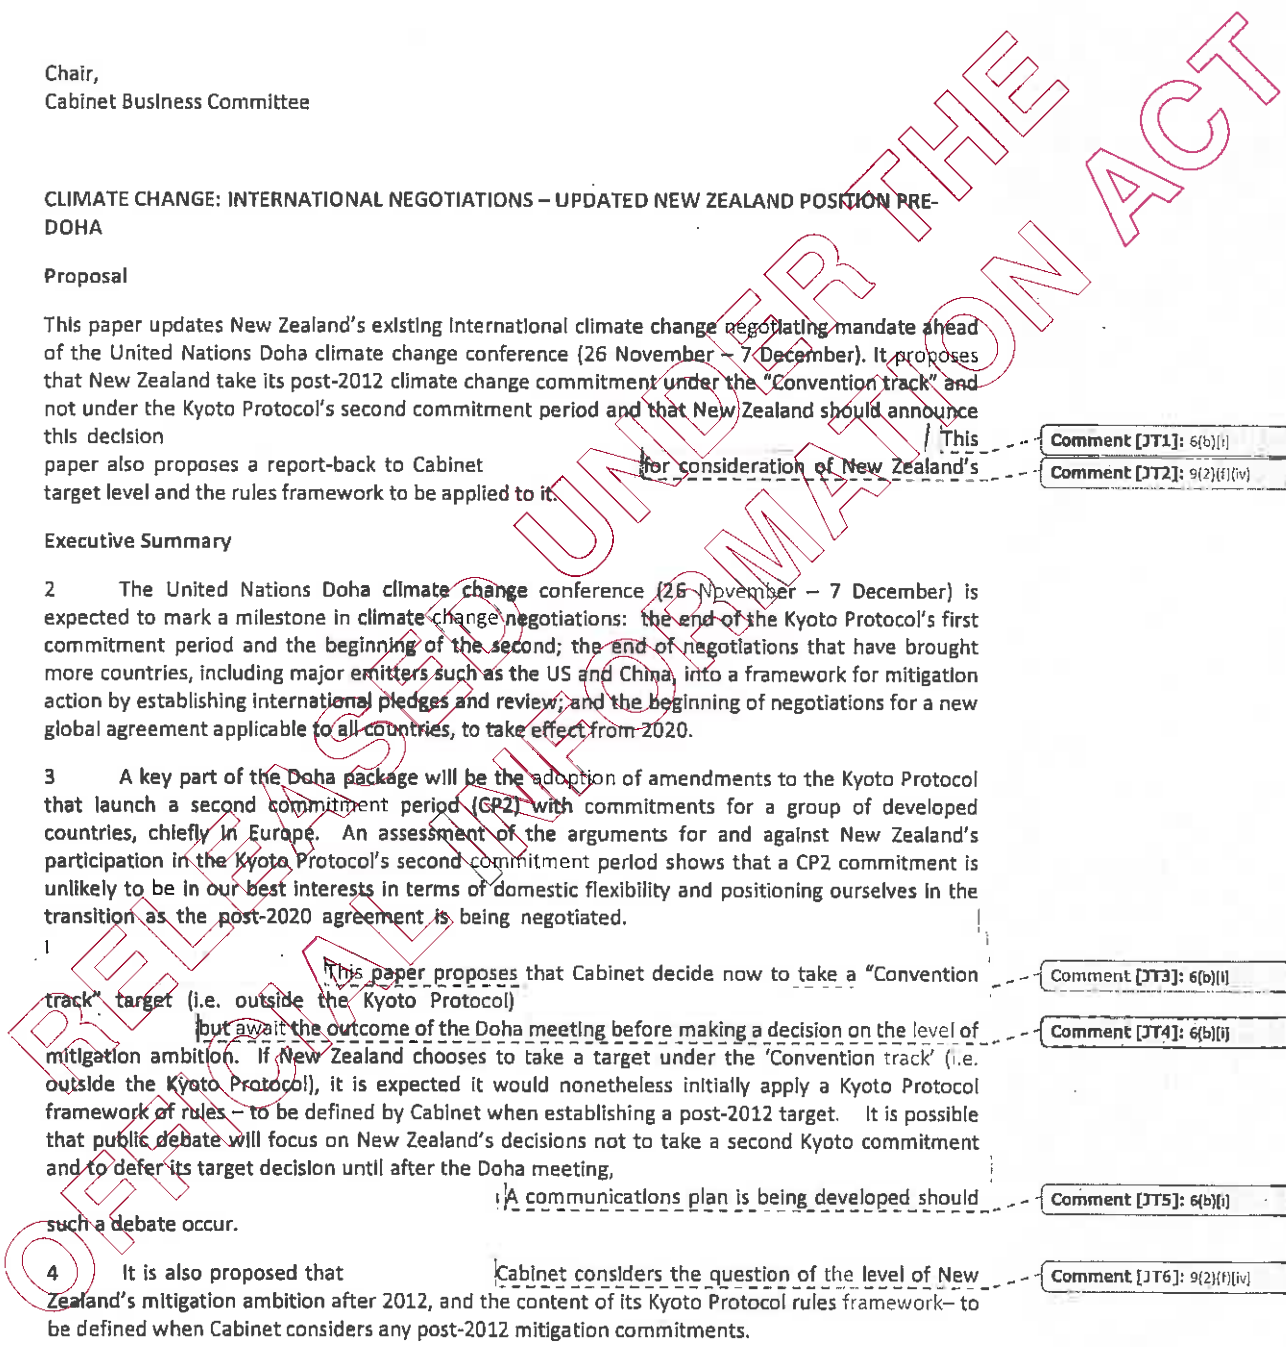 Chair,
Cabinet Business Committee
CLIMATE CHANGE: INTERNATIONAL NEGOTIATIONS – UPDATED NEW ZEALAND POSITION PRE-
DOHA
Proposal
This paper updates New Zealand's existing international climate change negotiating mandate ahead
of the United Nations Doha climate change conference (26 November – 7 December). It proposes
that New Zealand take its post-2012 climate change commitment under the "Convention track" and
not under the Kyoto Protocol's second commitment period and that New Zealand should announce
this decision This
Comment [JT1]: 6(b)[i]
paper also proposes a report-back to Cabinet for consideration of New Zealand's
Comment [JT2]: 9(2)(f)(iv)
target level and the rules framework to be applied to it.
Executive Summary
2 The United Nations Doha climate change conference (26 November – 7 December) is
expected to mark a milestone in climate change negotiations: the end of the Kyoto Protocol's first
commitment period and the beginning of the second; the end of negotiations that have brought
more countries, including major emitters such as the US and China, into a framework for mitigation
action by establishing international pledges and review; and the beginning of negotiations for a new
global agreement applicable to all countries, to take effect from 2020.
3 A key part of the Doha package will be the adoption of amendments to the Kyoto Protocol
that launch a second commitment period (CP2) with commitments for a group of developed
countries, chiefly in Europe. An assessment of the arguments for and against New Zealand's
participation in the Kyoto Protocol's second commitment period shows that a CP2 commitment is
unlikely to be in our best interests in terms of domestic flexibility and positioning ourselves in the
transition as the post-2020 agreement is being negotiated.
This paper proposes that Cabinet decide now to take a "Convention
Comment [JT3]: 6(b)[i]
track" target (i.e. outside the Kyoto Protocol)
but await the outcome of the Doha meeting before making a decision on the level of
Comment [JT4]: 6(b)[i]
mitigation ambition. If New Zealand chooses to take a target under the 'Convention track' (i.e.
outside the Kyoto Protocol), it is expected it would nonetheless initially apply a Kyoto Protocol
framework of rules – to be defined by Cabinet when establishing a post-2012 target. It is possible
that public debate will focus on New Zealand's decisions not to take a second Kyoto commitment
and to defer its target decision until after the Doha meeting,
A communications plan is being developed should
Comment [JT5]: 6(b)[i]
such a debate occur.
4 It is also proposed that Cabinet considers the question of the level of New
Comment [JT6]: 9(2)(f)[iv]
Zealand's mitigation ambition after 2012, and the content of its Kyoto Protocol rules framework– to
be defined when Cabinet considers any post-2012 mitigation commitments.
RELEASED UNDER THE
OFFICIAL INFORMATION ACT